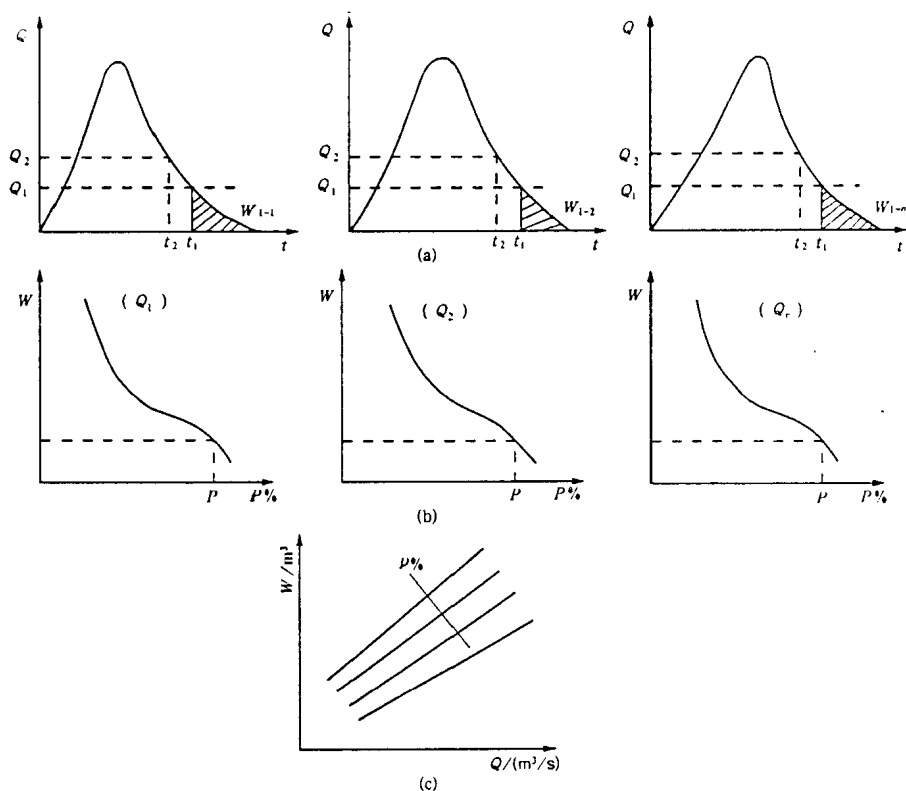 Q Q Q
Q₂ Q₂ Q₂
Q₁ Q₁ Q₁
W₁₋₁ W₁₋₂ W₁₋ₙ
t₂ t₁ t t₂ t₁ t t₂ t₁ t
(a)
W (Q₁) W (Q₂) W
P P% P P% P P%
(b)
W/m³
P%
Q/(m³/s)
(c)